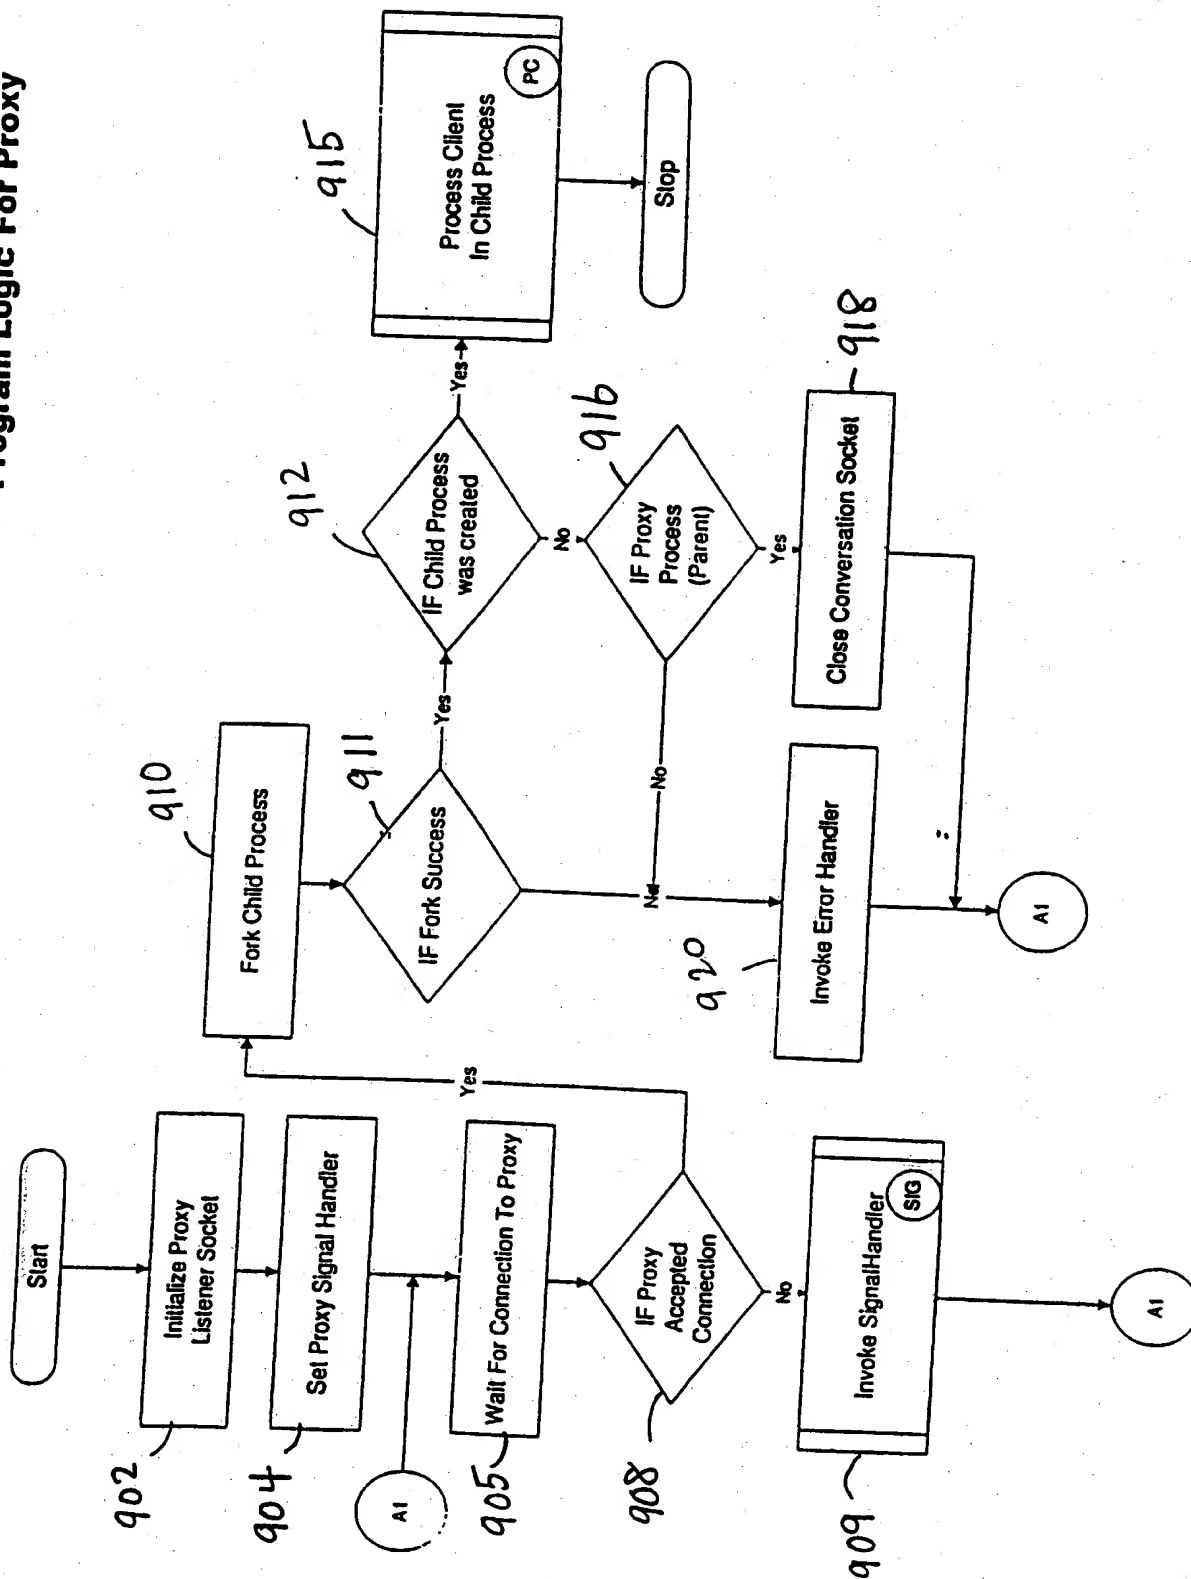 Program Logic For Proxy
Start
902
Initialize Proxy
Listener Socket
904
Set Proxy Signal Handler
A1
905
Wait For Connection To Proxy
908
IF Proxy
Accepted
Connection
Yes
No
909
Invoke SignalHandler
SIG
A1
910
Fork Child Process
911
IF Fork Success
Yes
No
912
IF Child Process
was created
Yes
No
915
Process Client
In Child Process
PC
Stop
916
IF Proxy
Process
(Parent)
No
Yes
918
Close Conversation Socket
920
Invoke Error Handler
A1